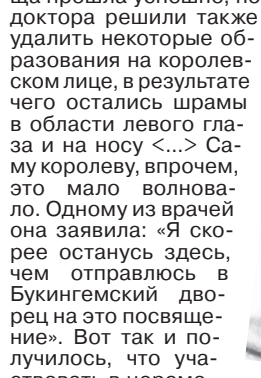 ща прошла успешно, но
доктора решили также
удалить некоторые об-
разования на королев-
ском лице, в результате
чего остались шрамы
в области левого гла-
за и на носу <...> Са-
му королеву, впрочем,
это мало волнова-
ло. Одному из врачей
она заявила: «Я ско-
рее останусь здесь,
чем отправлюсь в
Букингемский дво-
рец на это посвяще-
ние». Вот так и по-
лучилось, что уча-